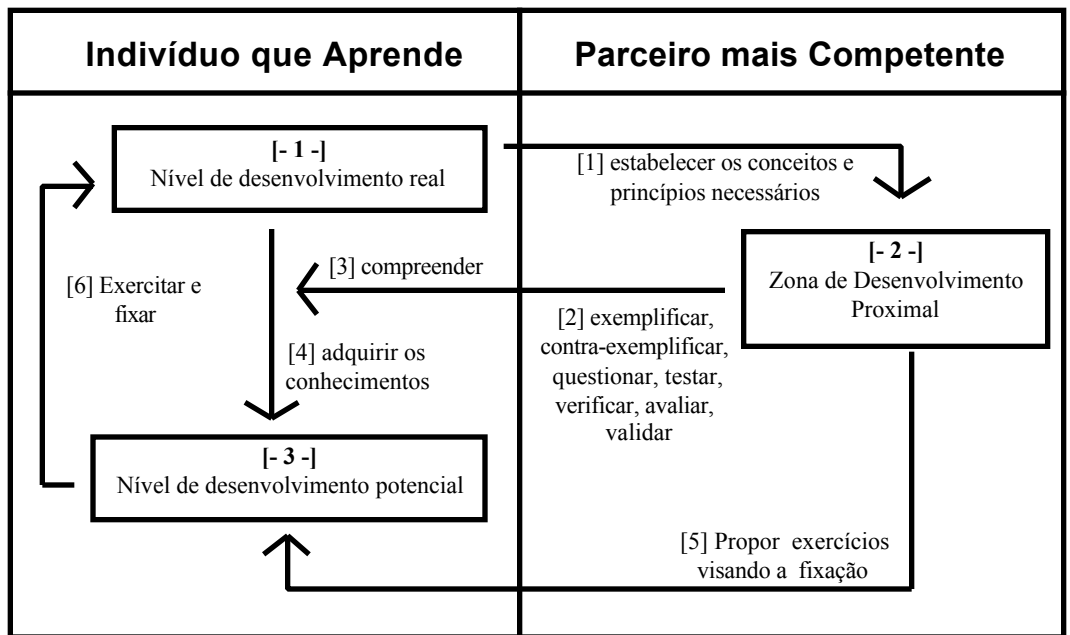 Indivíduo que Aprende
Parceiro mais Competente
[- 1 -]
Nível de desenvolvimento real
[1] estabelecer os conceitos e
princípios necessários
[- 2 -]
Zona de Desenvolvimento
Proximal
[3] compreender
[6] Exercitar e
fixar
[2] exemplificar,
contra-exemplificar,
questionar, testar,
verificar, avaliar,
validar
[4] adquirir os
conhecimentos
[- 3 -]
Nível de desenvolvimento potencial
[5] Propor exercícios
visando a fixação